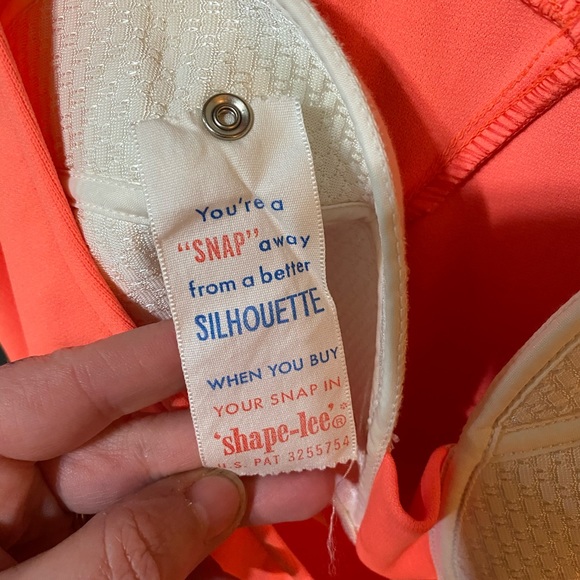 You're a
"SNAP" away
from a better
SILHOUETTE
WHEN YOU BUY
YOUR SNAP IN
'shape-lee'®
U.S. PAT 3255754